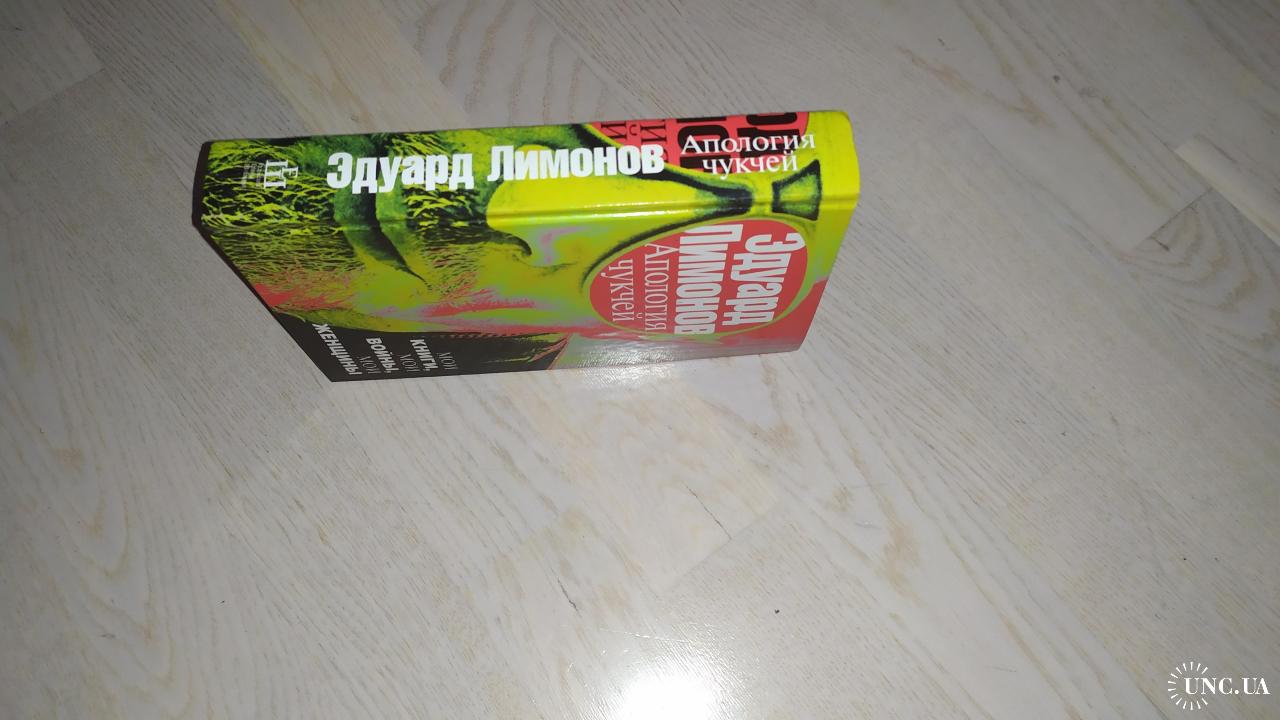 Эдуард Лимонов
Апология
чукчей
Эдуард
Лимонов
Апология
чукчей
МОИ
КНИГИ,
МОИ
ВОЙНЫ,
МОИ
ЖЕНЩИНЫ
UNC.UA